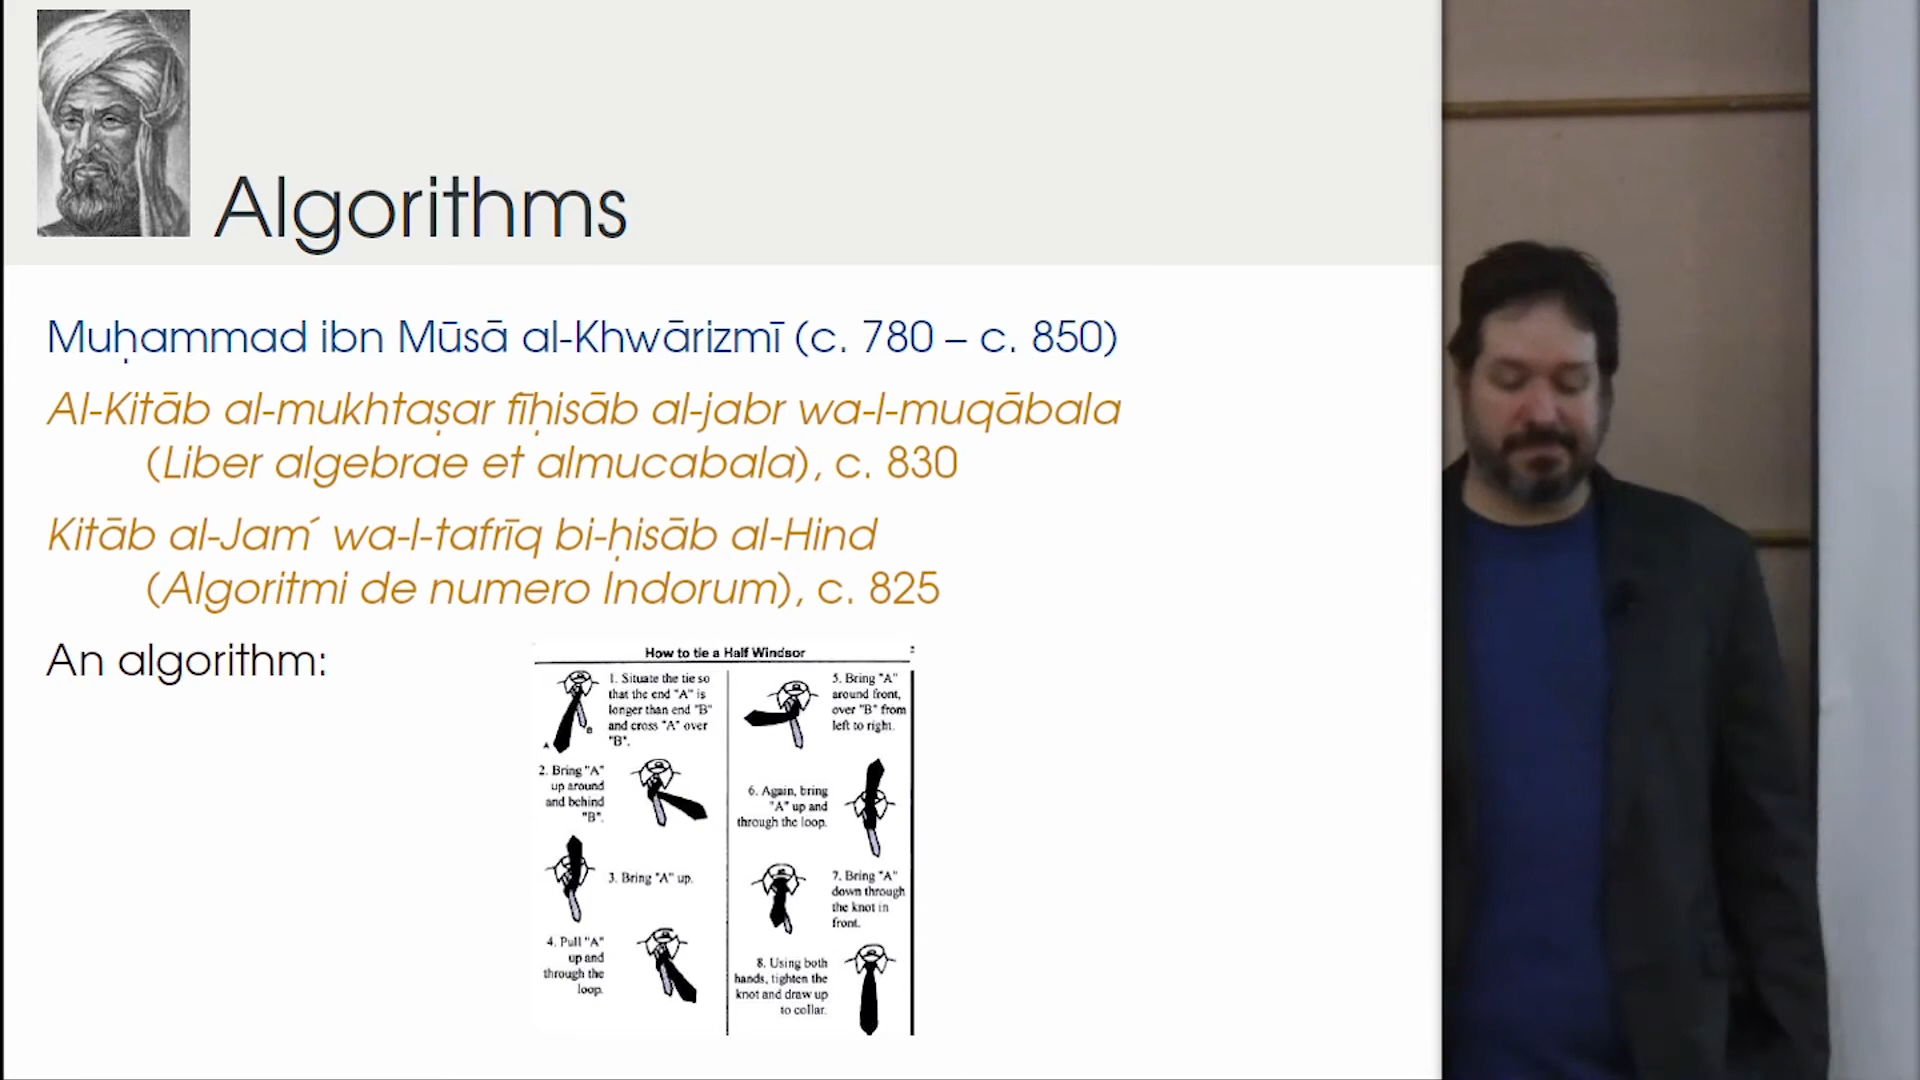 Algorithms
Muḥammad ibn Mūsā al-Khwārizmī (c. 780 – c. 850)
Al-Kitāb al-mukhtaṣar fīḥisāb al-jabr wa-l-muqābala
(Liber algebrae et almucabala), c. 830
Kitāb al-Jam´ wa-l-tafrīq bi-ḥisāb al-Hind
(Algoritmi de numero Indorum), c. 825
An algorithm:
How to tie a Half Windsor
1. Situate the tie so
that the end "A" is
longer than end "B"
and cross "A" over
"B".
A
B
2. Bring "A"
up around
and behind
"B".
3. Bring "A" up.
4. Pull "A"
up and
through the
loop.
5. Bring "A"
around front,
over "B" from
left to right.
6. Again, bring
"A" up and
through the loop.
7. Bring "A"
down through
the knot in
front.
8. Using both
hands, tighten the
knot and draw up
to collar.